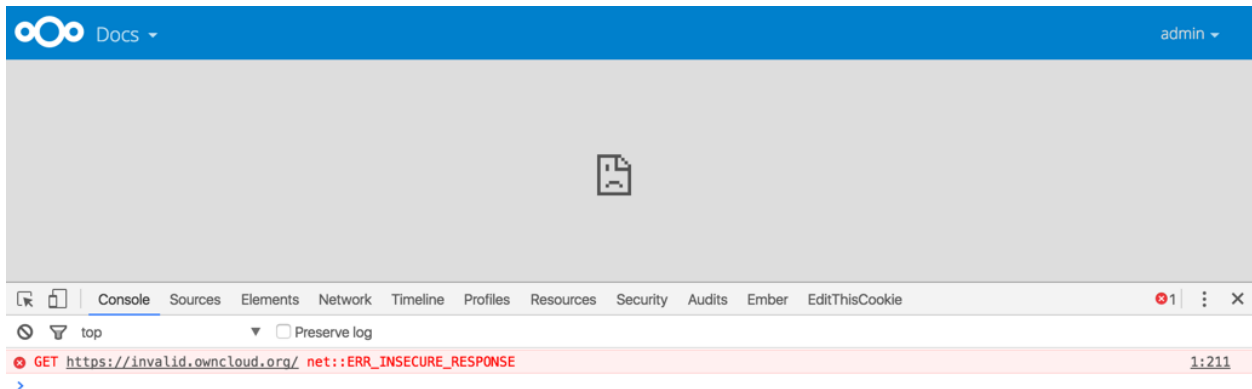 Docs admin
Console Sources Elements Network Timeline Profiles Resources Security Audits Ember EditThisCookie 1
top Preserve log
GET https://invalid.owncloud.org/ net::ERR_INSECURE_RESPONSE 1:211